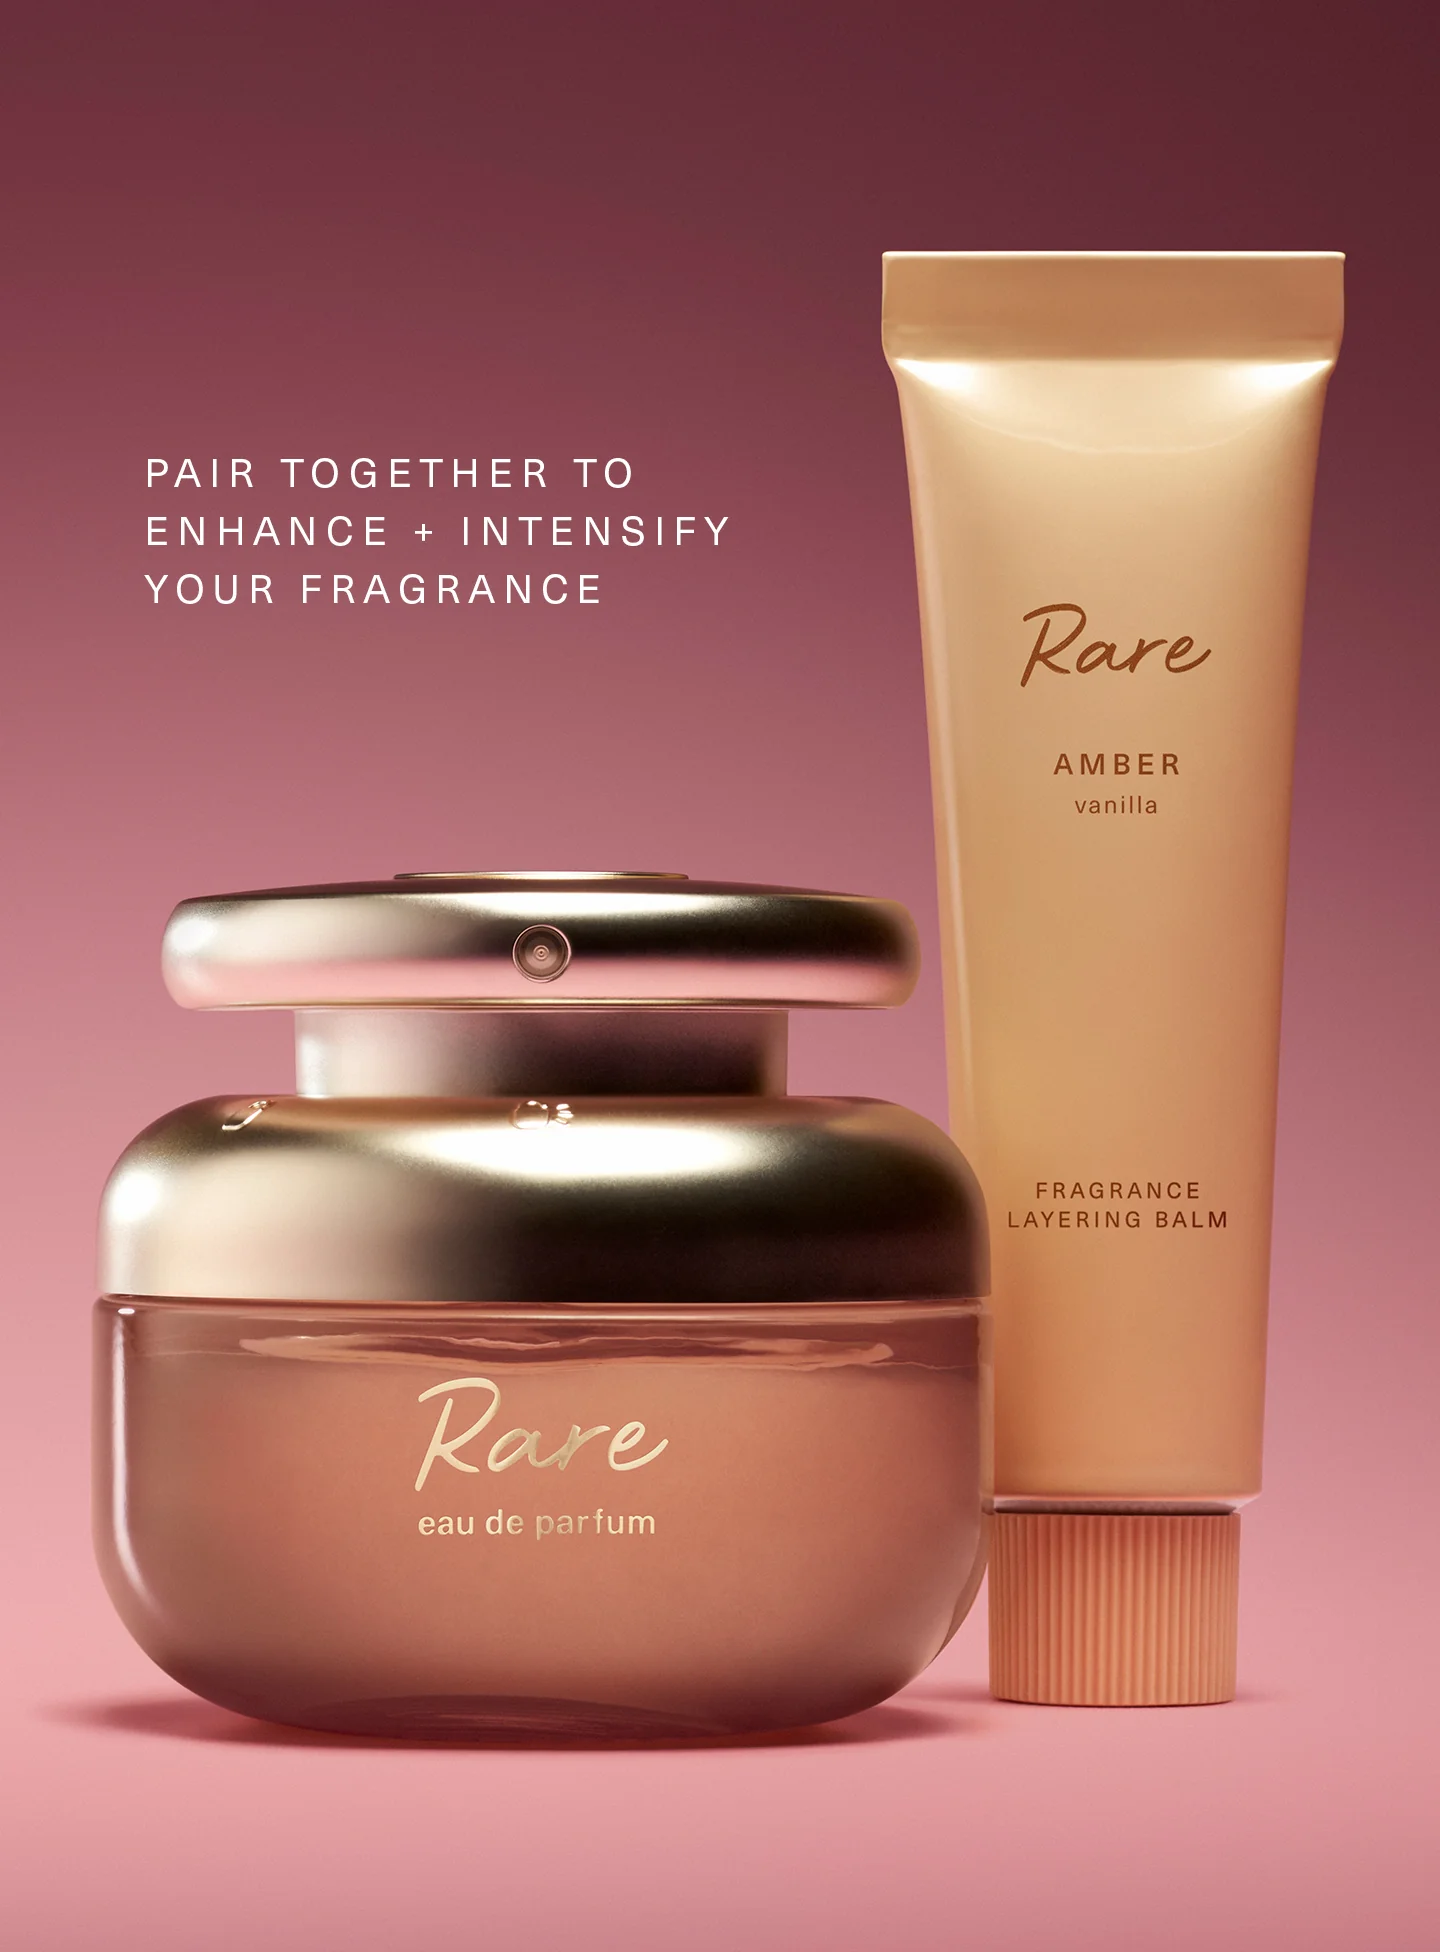 PAIR TOGETHER TO
ENHANCE + INTENSIFY
YOUR FRAGRANCE
Rare
AMBER
vanilla
FRAGRANCE
LAYERING BALM
Rare
eau de parfum